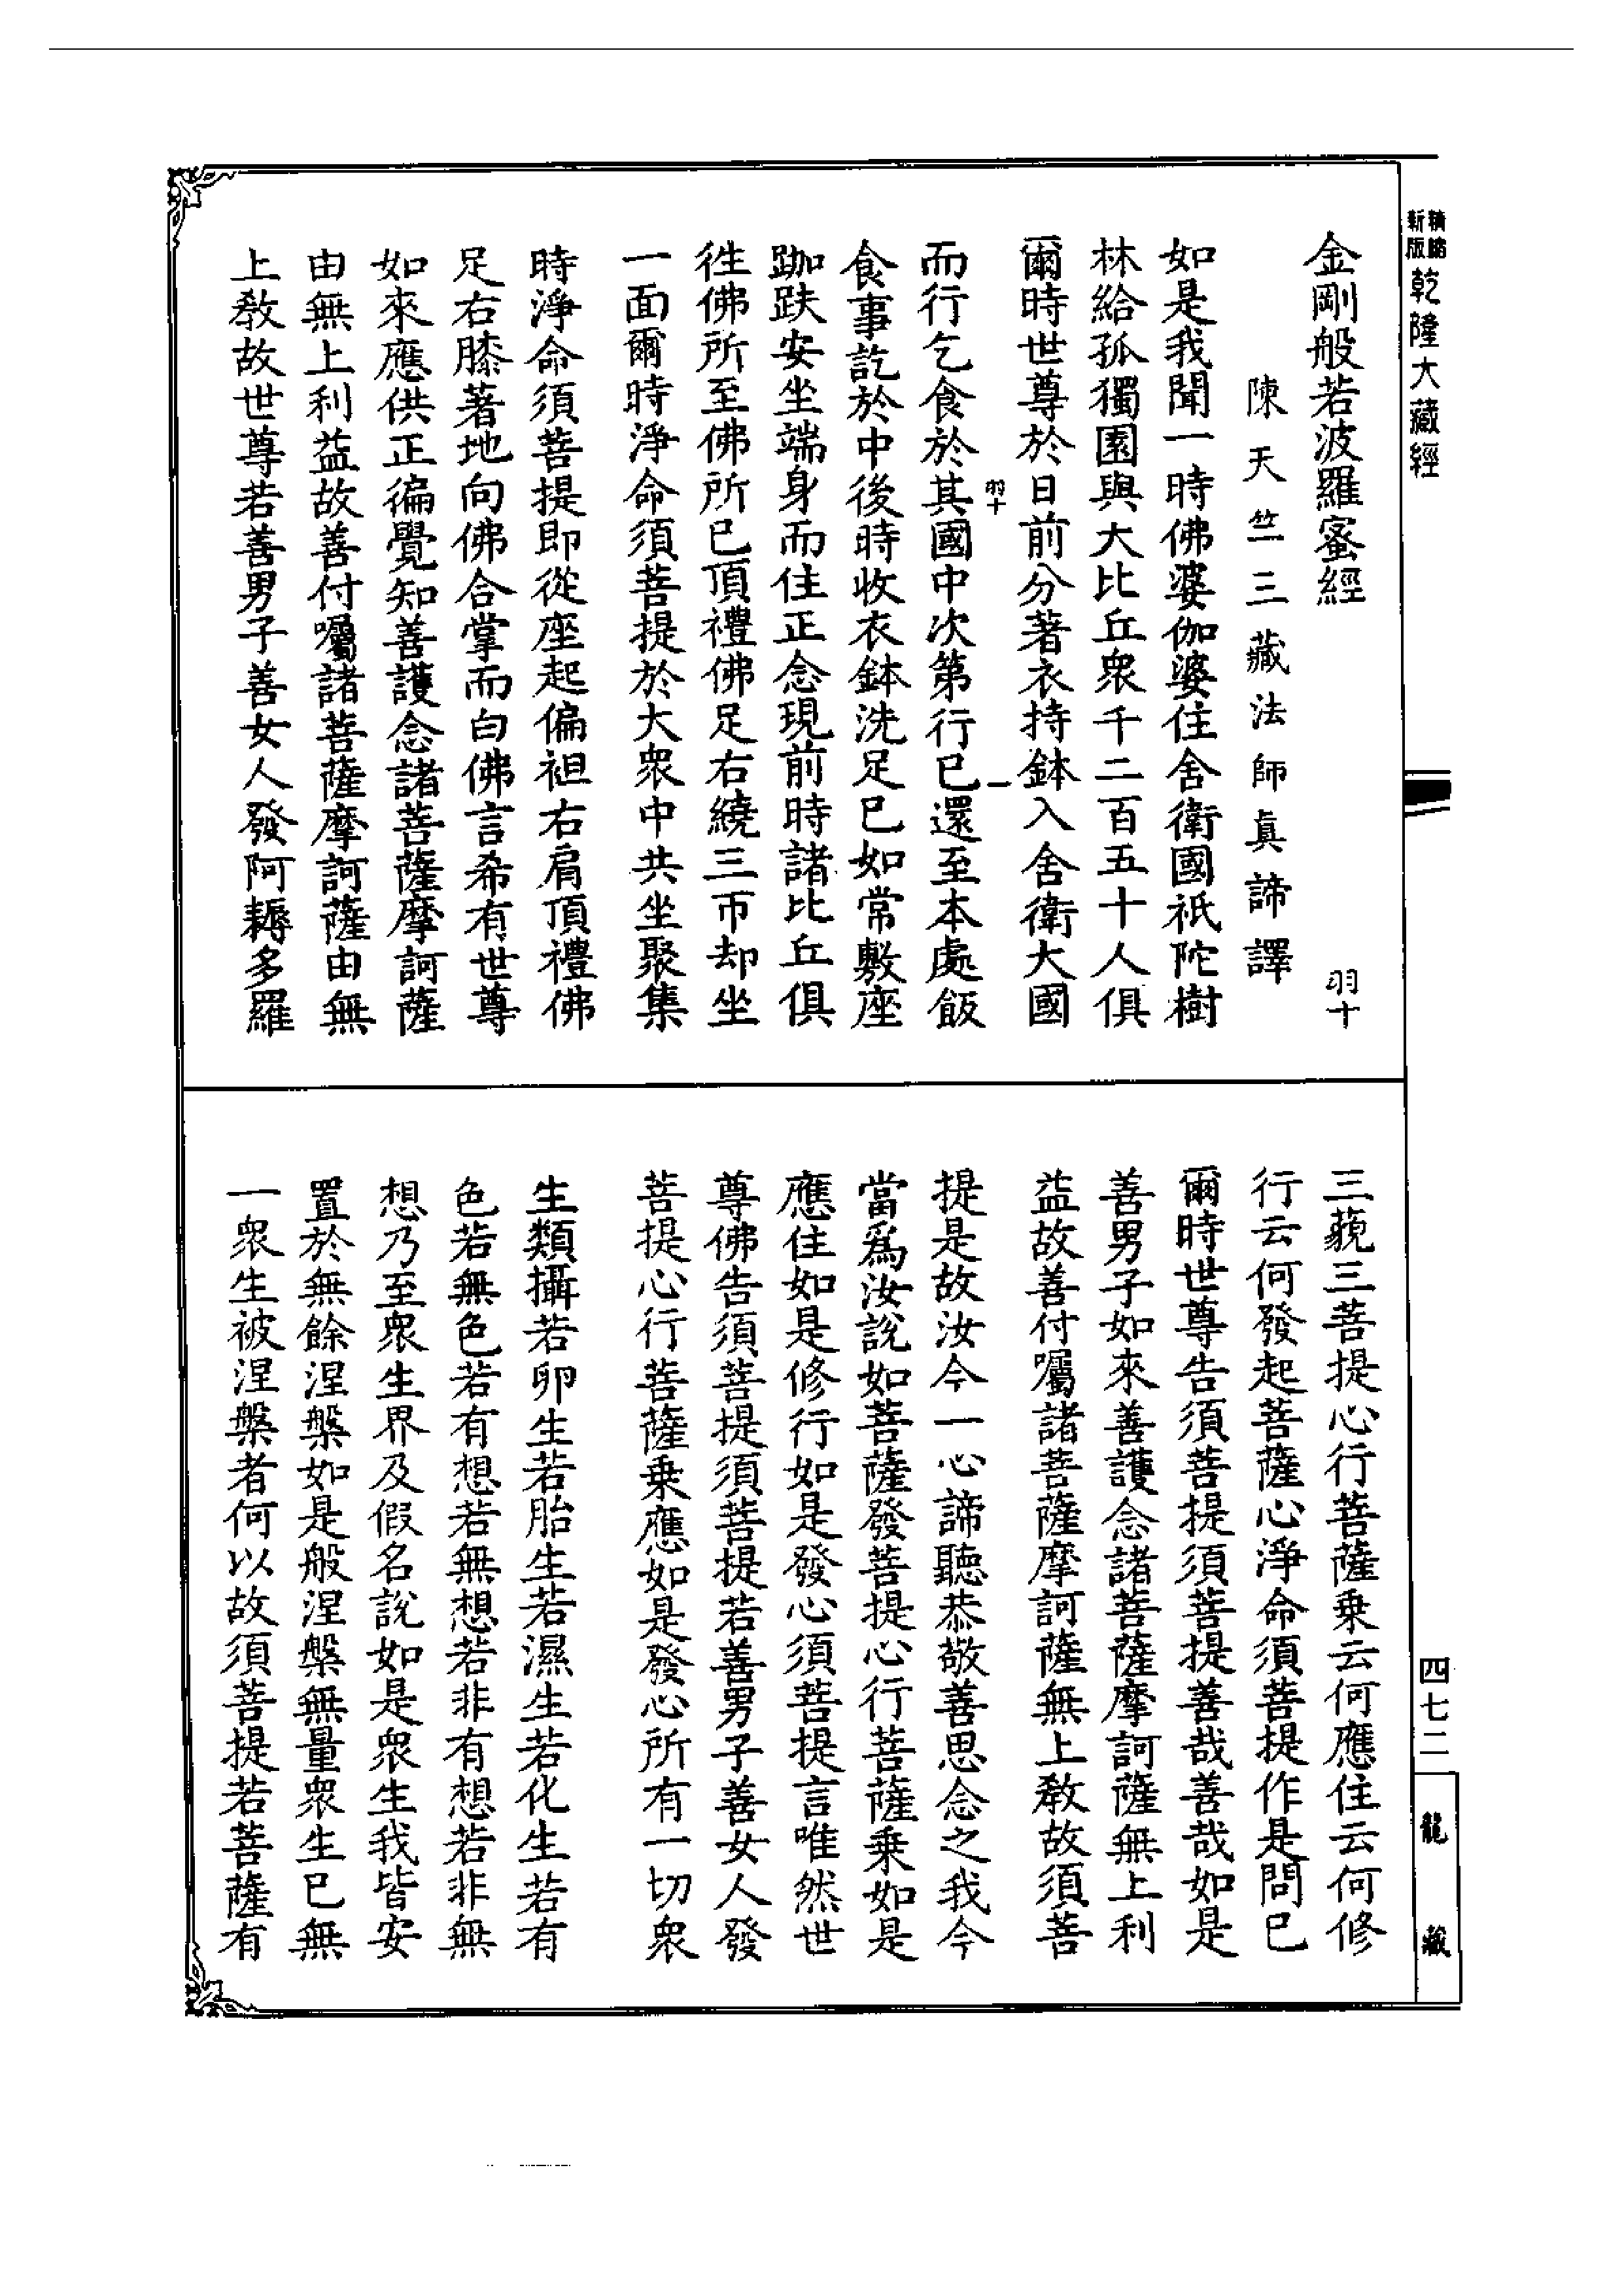 新版
精縮
乾隆大藏經
金剛般若波羅蜜經
羽十
陳天竺三藏法師真諦譯
如是我聞一時佛婆伽婆住舍衛國祇陀樹
林給孤獨園與大比丘衆千二百五十人俱
爾時世尊於日前分著衣持鉢入舍衛大國
羽十
一
而行乞食於其國中次第行已還至本處飯
食事訖於中後時收衣鉢洗足已如常敷座
跏趺安坐端身而住正念現前時諸比丘俱
徃佛所至佛所已頂禮佛足右繞三帀却坐
一面爾時淨命須菩提於大衆中共坐聚集
時淨命須菩提即從座起偏袒右肩頂禮佛
足右膝著地向佛合掌而白佛言希有世尊
如來應供正徧覺知善護念諸菩薩摩訶薩
由無上利益故善付囑諸菩薩摩訶薩由無
上教故世尊若善男子善女人發阿耨多羅
三藐三菩提心行菩薩乗云何應住云何修
行云何發起菩薩心淨命須菩提作是問已
爾時世尊告須菩提須菩提善哉善哉如是
善男子如來善護念諸菩薩摩訶薩無上利
益故善付囑諸菩薩摩訶薩無上教故須菩
提是故汝今一心諦聽恭敬善思念之我今
當爲汝說如菩薩發菩提心行菩薩乗如是
應住如是修行如是發心須菩提言唯然世
尊佛告須菩提須菩提若善男子善女人發
菩提心行菩薩乗應如是發心所有一切衆
生類攝若卵生若胎生若濕生若化生若有
色若無色若有想若無想若非有想若非無
想乃至衆生界及假名說如是衆生我皆安
置於無餘涅槃如是般涅槃無量衆生已無
一衆生被涅槃者何以故須菩提若菩薩有
四七二
龍藏